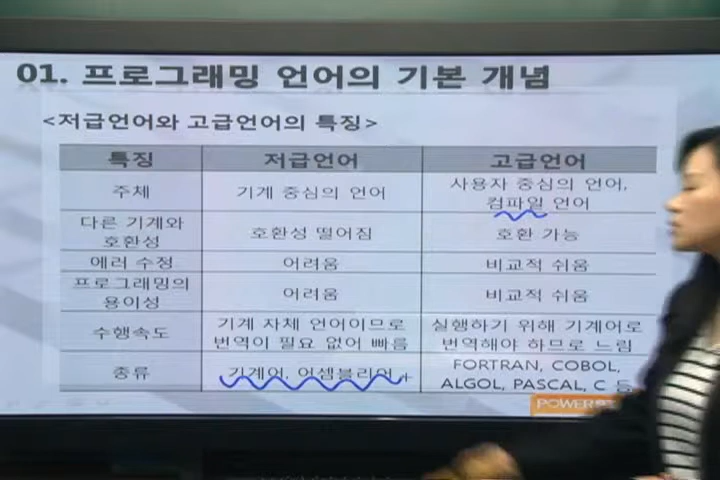 01. 프로그래밍 언어의 기본 개념
<저급언어와 고급언어의 특징>
특징 저급언어 고급언어
주체 기계 중심의 언어 사용자 중심의 언어,
컴파일 언어
다른 기계와
호환성 호환성 떨어짐 호환 가능
에러 수정 어려움 비교적 쉬움
프로그래밍의
용이성 어려움 비교적 쉬움
수행속도 기계 자체 언어이므로
번역이 필요 없어 빠름 실행하기 위해 기계어로
번역해야 하므로 느림
종류 기계어, 어셈블리어 FORTRAN, COBOL,
ALGOL, PASCAL, C 등
POWER